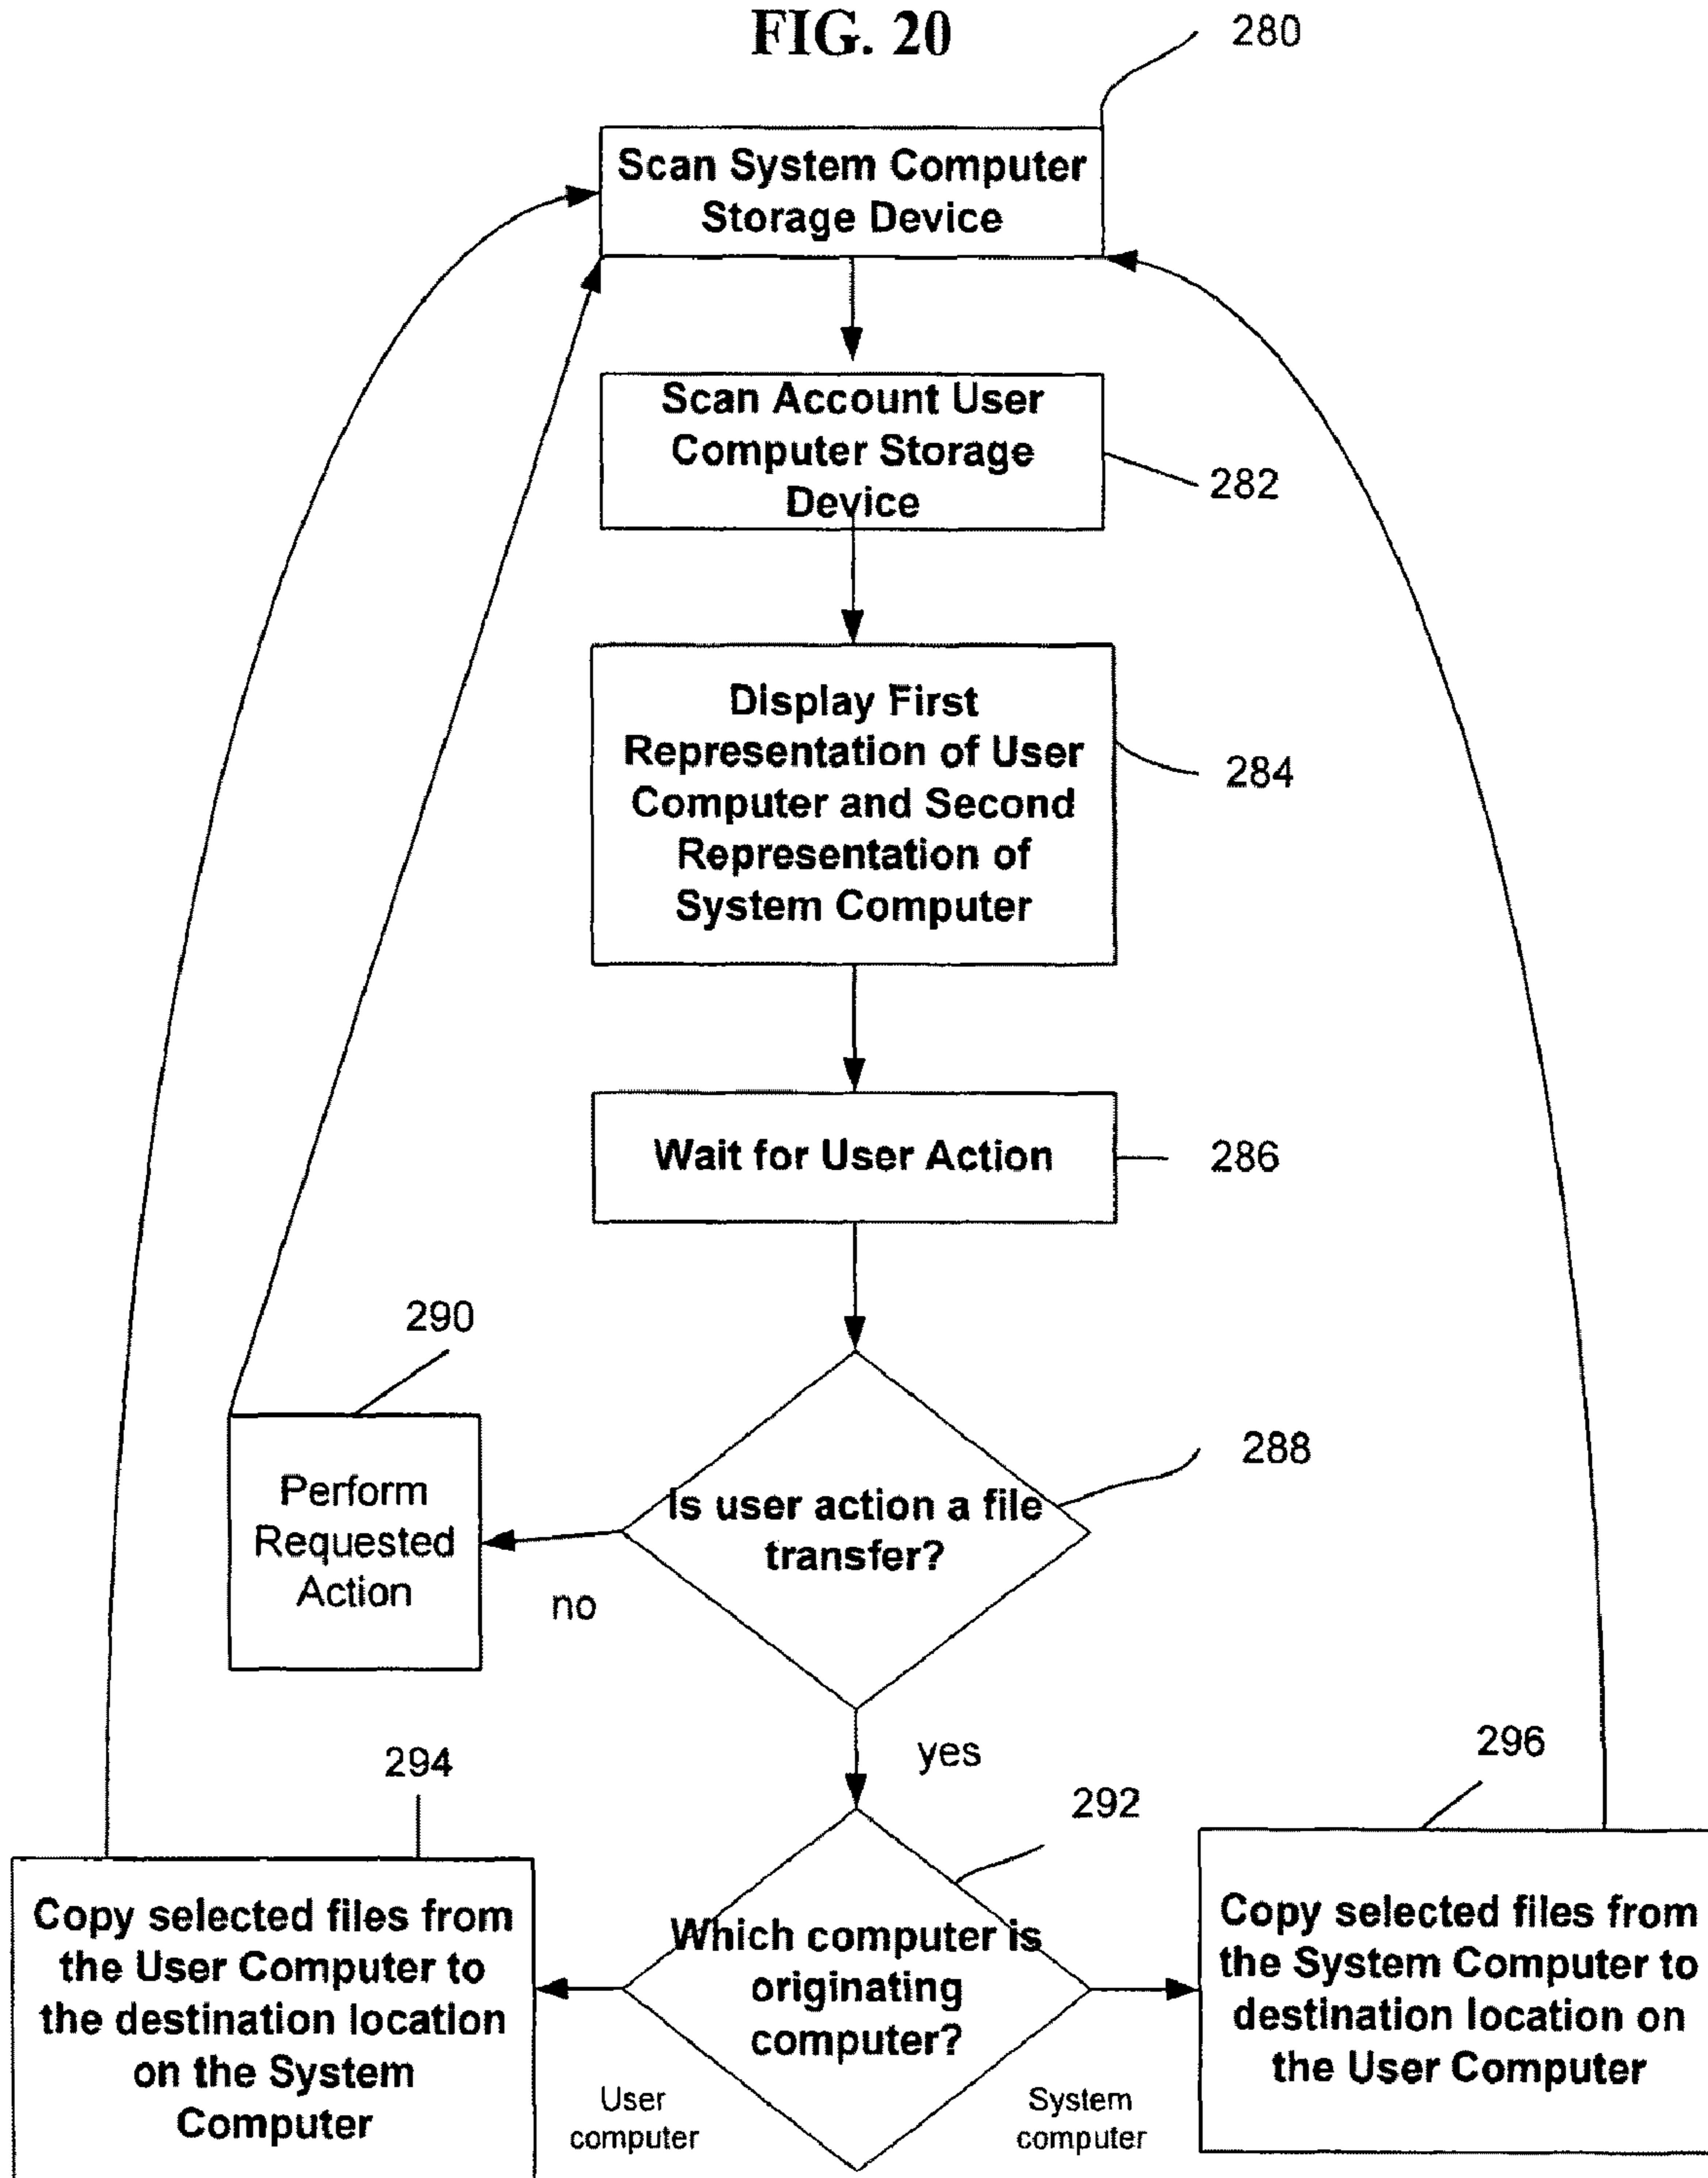 FIG. 20
280
Scan System Computer
Storage Device
Scan Account User
Computer Storage
Device
282
Display First
Representation of User
Computer and Second
Representation of
System Computer
284
Wait for User Action
286
290
Perform
Requested
Action
288
Is user action a file
transfer?
no
yes
294
292
296
Copy selected files from
the User Computer to
the destination location
on the System
Computer
Which computer is
originating
computer?
User
computer
System
computer
Copy selected files from
the System Computer to
destination location on
the User Computer